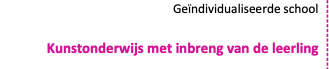 Geïndividualiseerde school
Kunstonderwijs met inbreng van de leerling